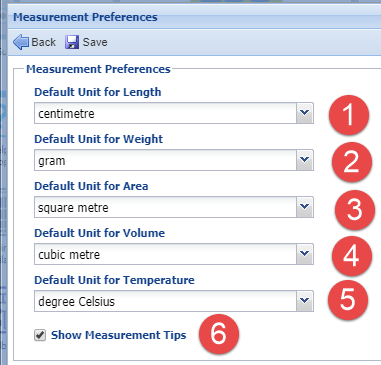 Measurement Preferences
Back Save
Measurement Preferences
Default Unit for Length
centimetre 1
Default Unit for Weight
gram 2
Default Unit for Area
square metre 3
Default Unit for Volume
cubic metre 4
Default Unit for Temperature
degree Celsius 5
Show Measurement Tips 6